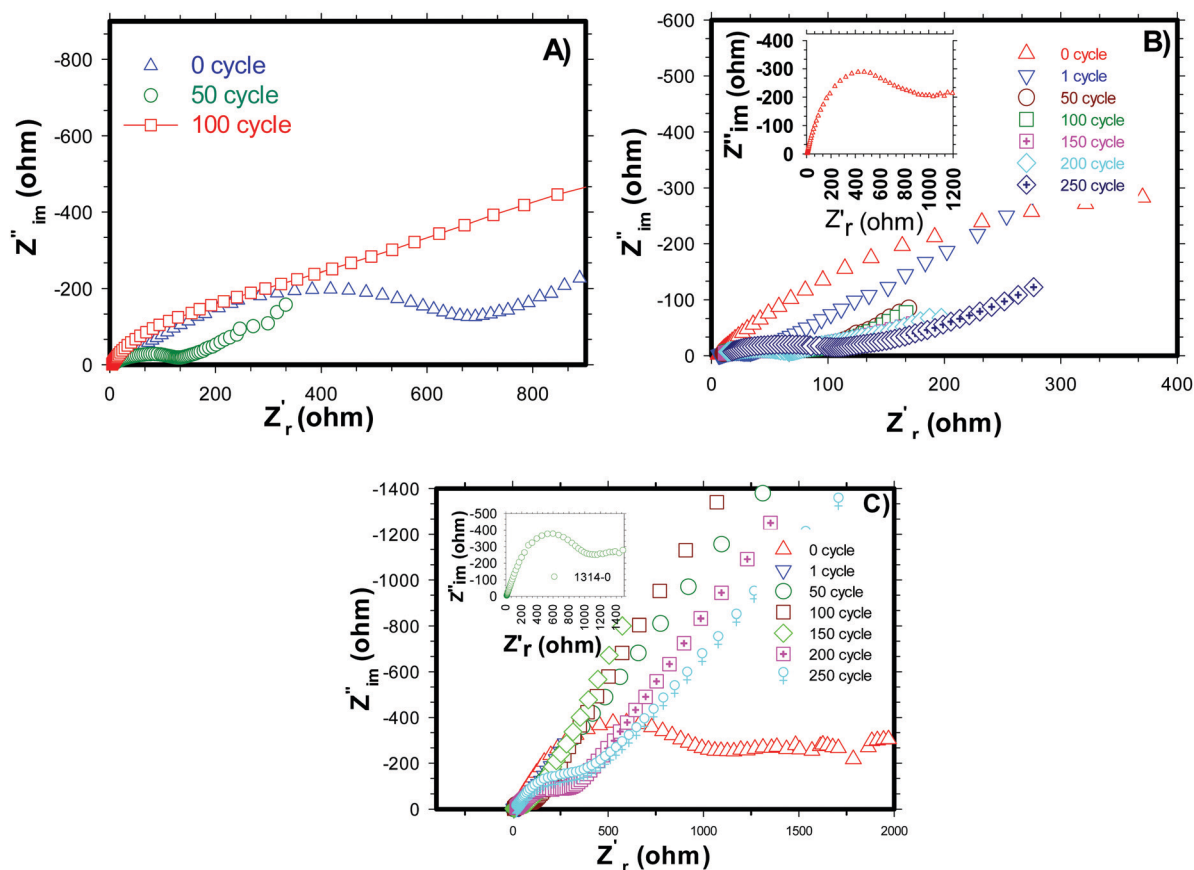 A)
-800
-600
-400
-200
0
0 200 400 600 800
Z''im (ohm)
Z'r (ohm)
0 cycle
50 cycle
100 cycle
B)
-600
-500
-400
-300
-200
-100
0
0 100 200 300 400
Z''im (ohm)
Z'r (ohm)
-400
-300
-200
-100
0
0 200 400 600 800 1000 1200
Z''im (ohm)
Z'r (ohm)
0 cycle
1 cycle
50 cycle
100 cycle
150 cycle
200 cycle
250 cycle
C)
-1400
-1200
-1000
-800
-600
-400
-200
0
0 500 1000 1500 2000
Z''im (ohm)
Z'r (ohm)
-500
-400
-300
-200
-100
0
0 200 400 600 800 1000 1200 1400
Z''im (ohm)
Z'r (ohm)
1314-0
0 cycle
1 cycle
50 cycle
100 cycle
150 cycle
200 cycle
250 cycle